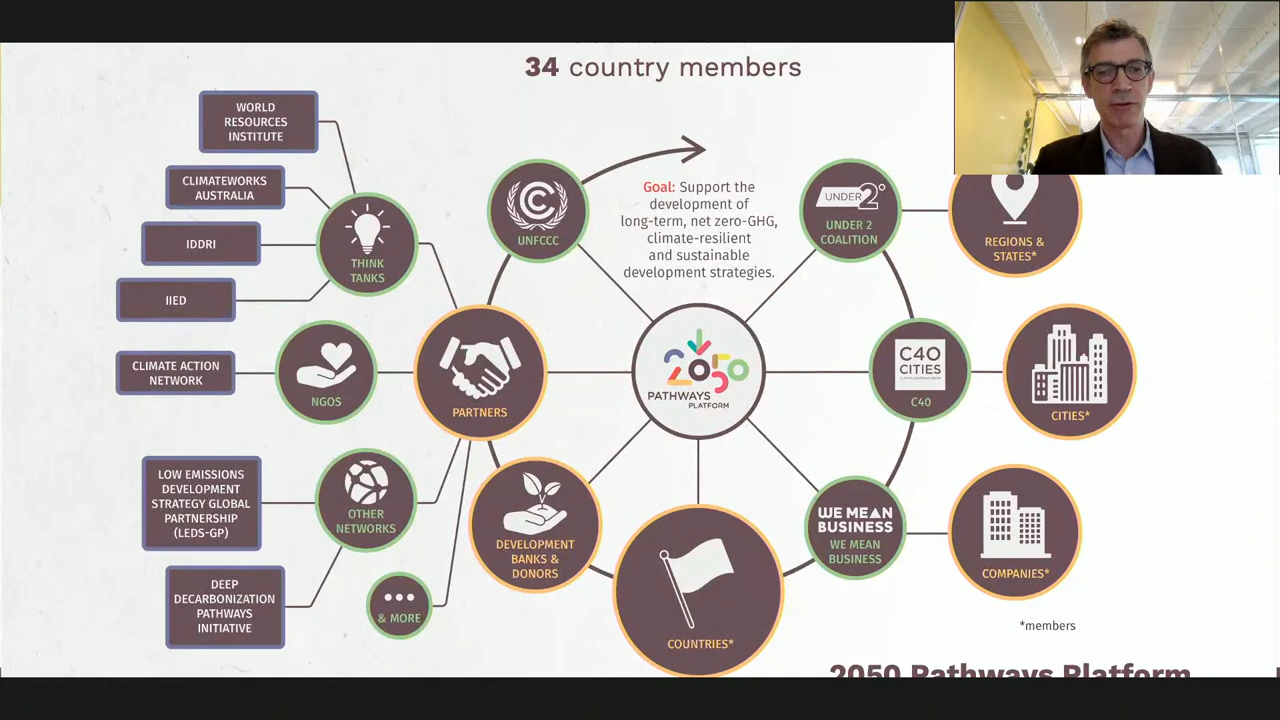 34 country members
WORLD
RESOURCES
INSTITUTE
CLIMATEWORKS
AUSTRALIA
IDDRI
IIED
THINK
TANKS
CLIMATE ACTION
NETWORK
NGOS
LOW EMISSIONS
DEVELOPMENT
STRATEGY GLOBAL
PARTNERSHIP
(LEDS-GP)
DEEP
DECARBONIZATION
PATHWAYS
INITIATIVE
OTHER
NETWORKS
& MORE
PARTNERS
UNFCCC
Goal: Support the
development of
long-term, net zero-GHG,
climate-resilient
and sustainable
development strategies.
2050
PATHWAYS
PLATFORM
DEVELOPMENT
BANKS &
DONORS
COUNTRIES*
UNDER 2°
UNDER 2
COALITION
REGIONS &
STATES*
C40
CITIES
C40
CITIES*
WE MEAN
BUSINESS
WE MEAN
BUSINESS
COMPANIES*
*members
2050 Pathways Platform